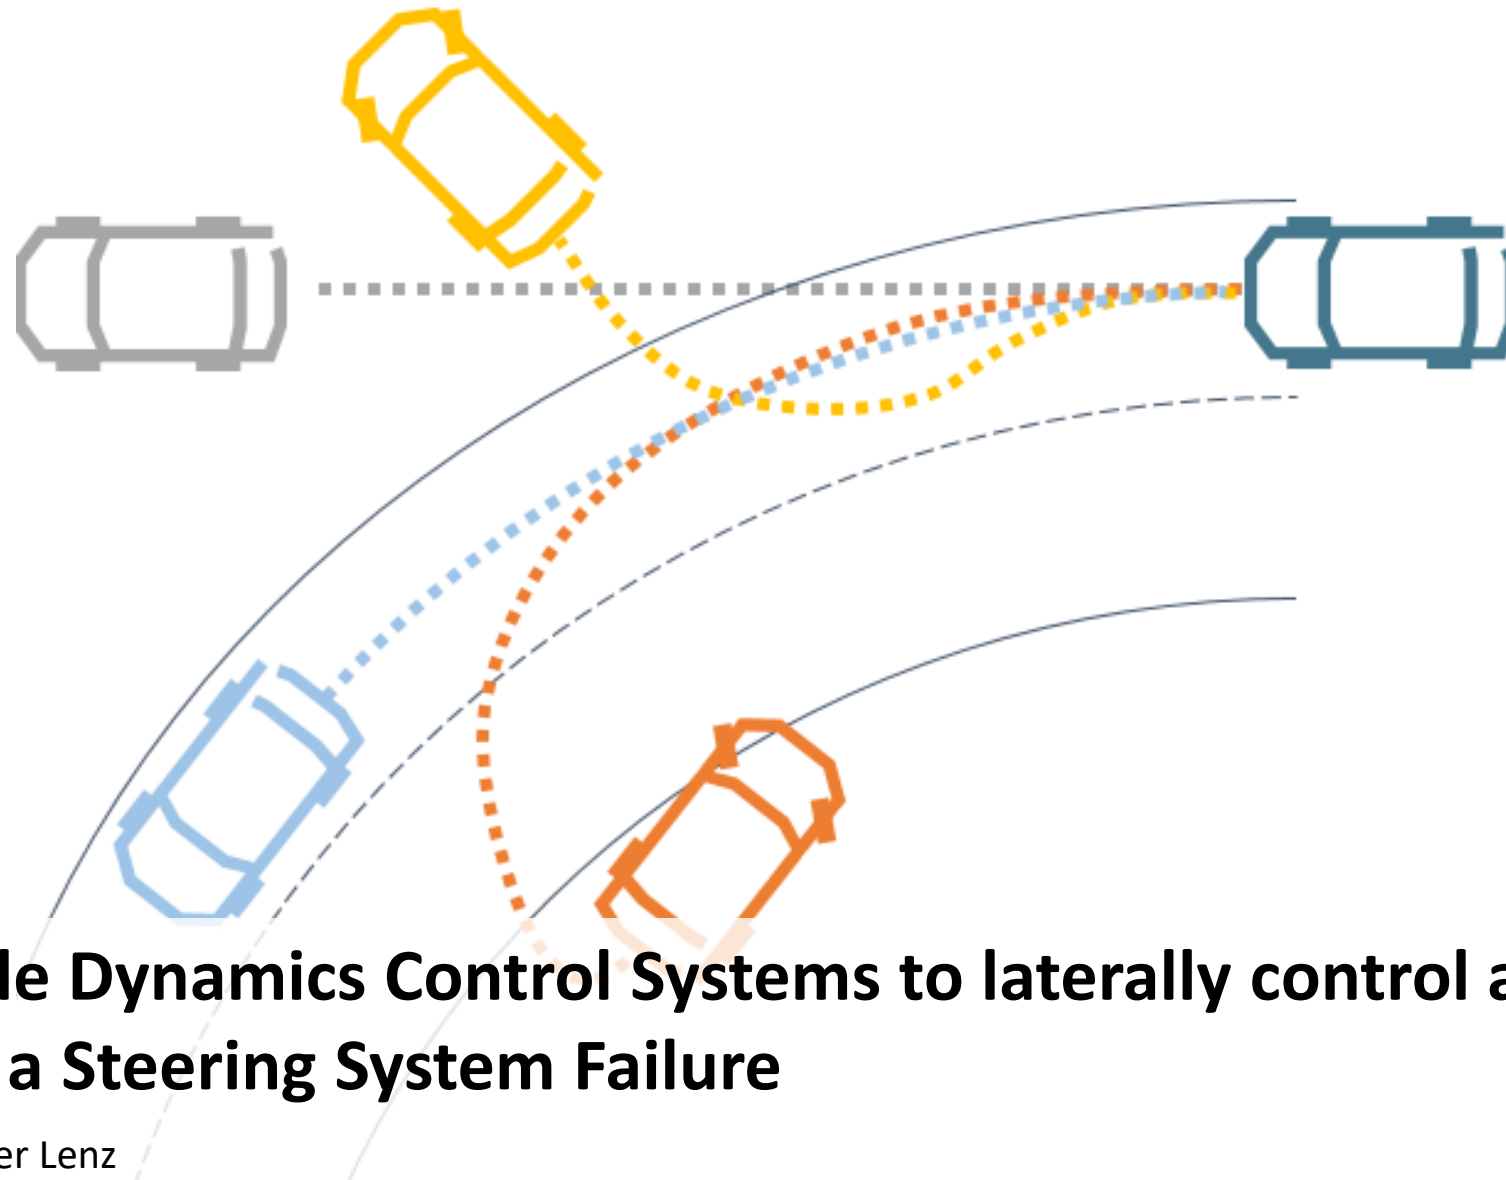 le Dynamics Control Systems to laterally control a
a Steering System Failure
er Lenz